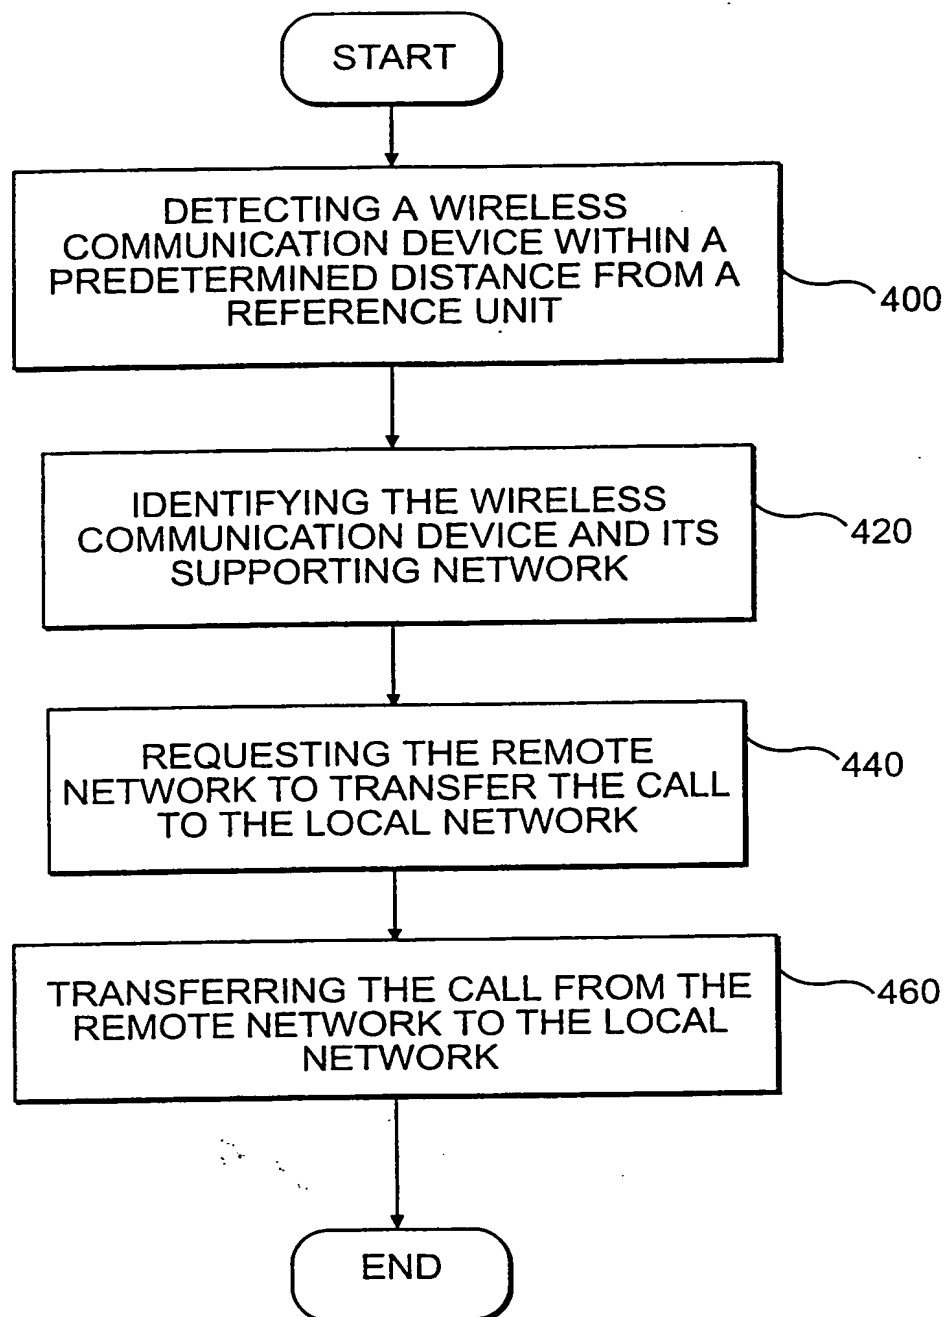 START
DETECTING A WIRELESS
COMMUNICATION DEVICE WITHIN A
PREDETERMINED DISTANCE FROM A
REFERENCE UNIT
400
IDENTIFYING THE WIRELESS
COMMUNICATION DEVICE AND ITS
SUPPORTING NETWORK
420
REQUESTING THE REMOTE
NETWORK TO TRANSFER THE CALL
TO THE LOCAL NETWORK
440
TRANSFERRING THE CALL FROM THE
REMOTE NETWORK TO THE LOCAL
NETWORK
460
END